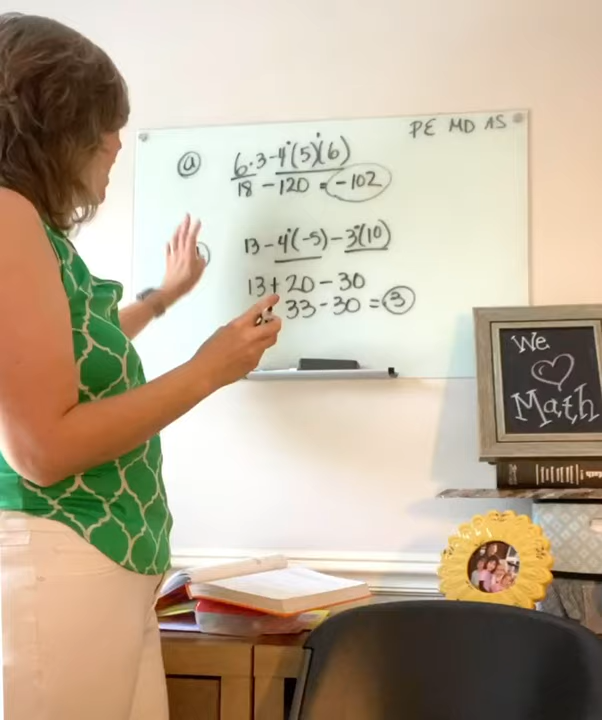 PE MD AS
a 6·3-4·(5)(6)
18 - 120 = -102
13 - 4·(-5) - 3·(10)
13 + 20 - 30
33 - 30 = 3
We
Math